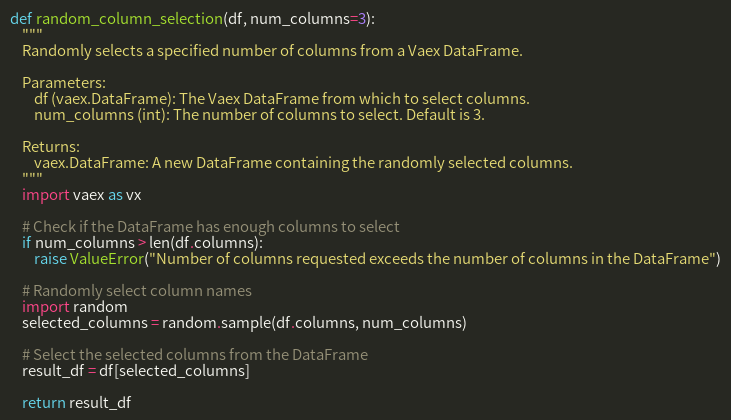 def random_column_selection(df, num_columns=3):
    """
    Randomly selects a specified number of columns from a Vaex DataFrame.

    Parameters:
        df (vaex.DataFrame): The Vaex DataFrame from which to select columns.
        num_columns (int): The number of columns to select. Default is 3.

    Returns:
        vaex.DataFrame: A new DataFrame containing the randomly selected columns.
    """
    import vaex as vx

    # Check if the DataFrame has enough columns to select
    if num_columns > len(df.columns):
        raise ValueError("Number of columns requested exceeds the number of columns in the DataFrame")

    # Randomly select column names
    import random
    selected_columns = random.sample(df.columns, num_columns)

    # Select the selected columns from the DataFrame
    result_df = df[selected_columns]

    return result_df